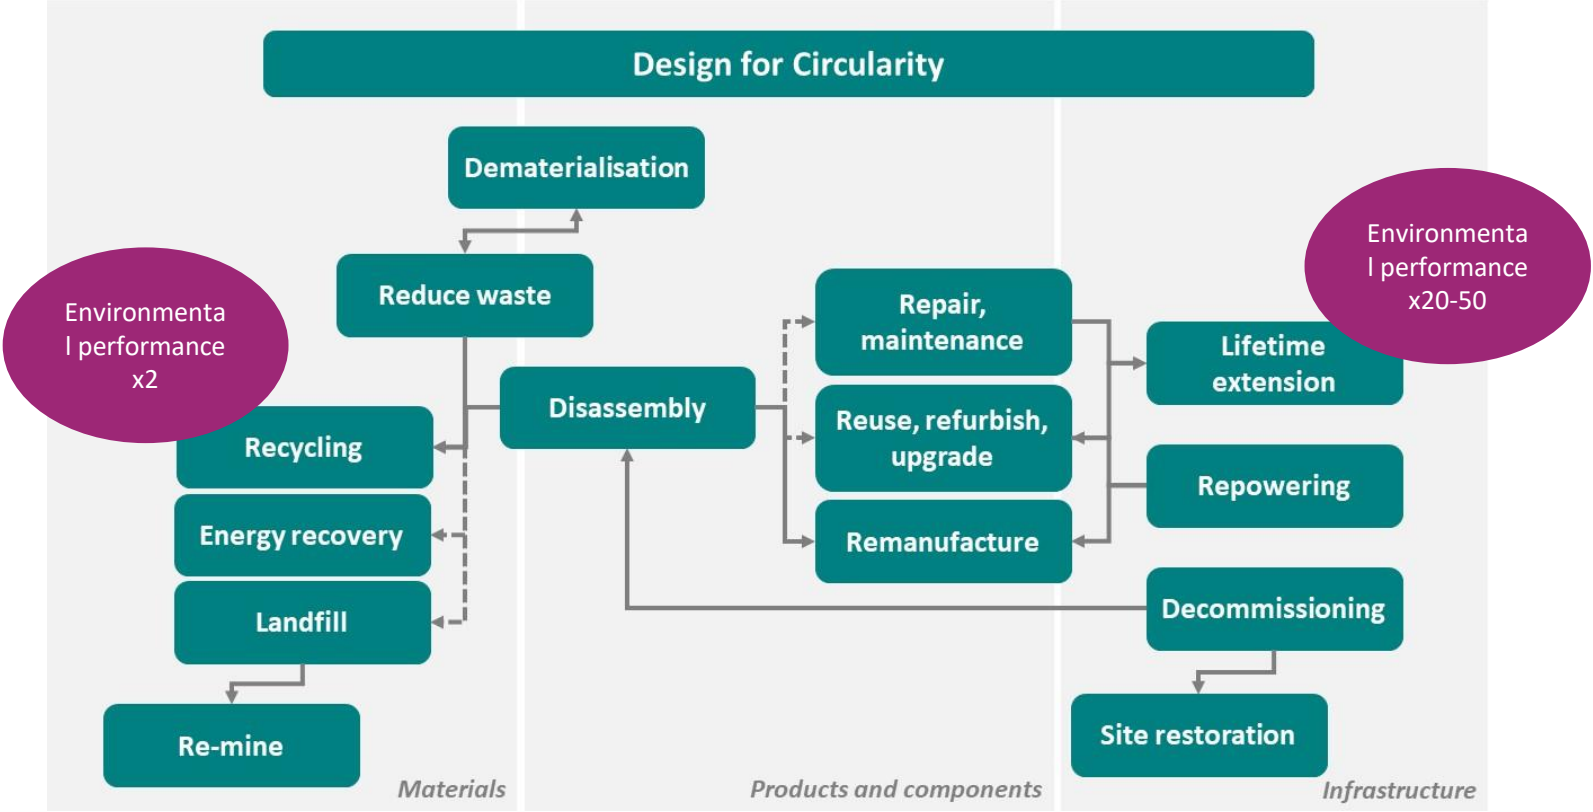 Design for Circularity
Dematerialisation
Environmenta
l performance
x20-50
Reduce waste
Environmenta
l performance
x2
Repair,
maintenance
Lifetime
extension
Disassembly
Reuse, refurbish,
upgrade
Recycling
Repowering
Energy recovery
Remanufacture
Landfill
Decommissioning
Re-mine
Site restoration
Materials
Products and components
Infrastructure